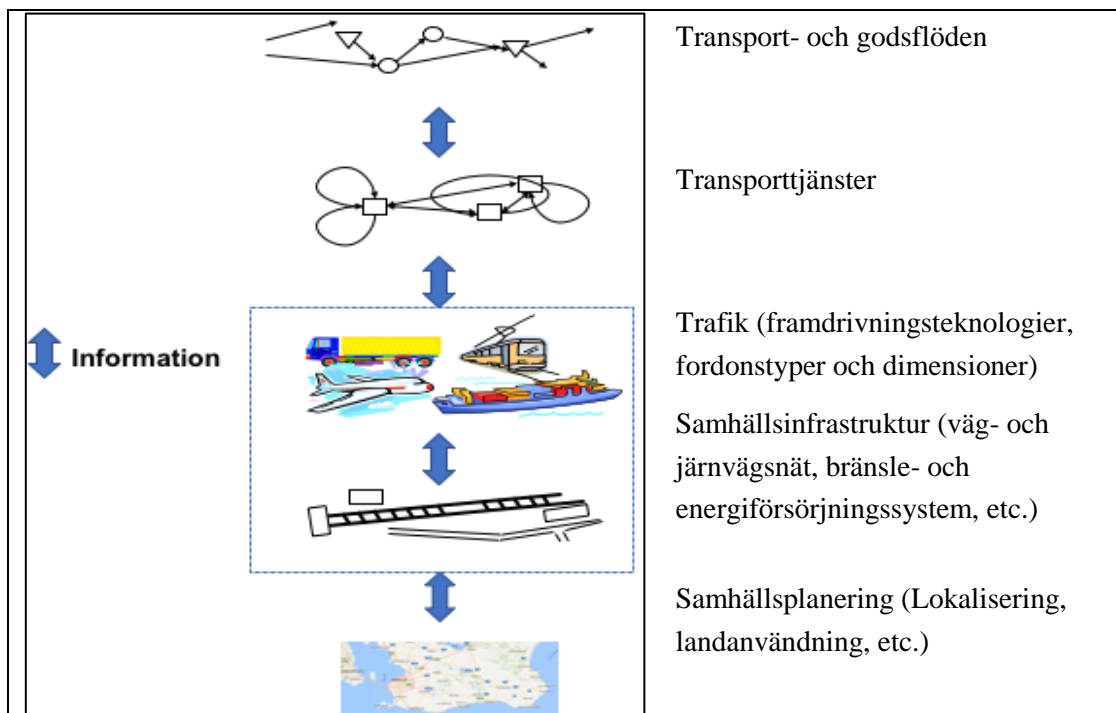 Transport- och godsflöden
Transporttjänster
Information
Trafik (framdrivningsteknologier,
fordonstyper och dimensioner)
Samhällsinfrastruktur (väg- och
järnvägsnät, bränsle- och
energiförsörjningssystem, etc.)
Samhällsplanering (Lokalisering,
landanvändning, etc.)